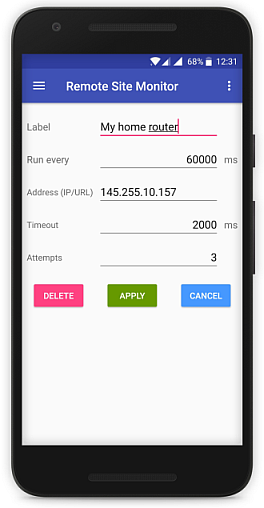 68% 12:31
Remote Site Monitor
Label My home router
Run every 60000 ms
Address (IP/URL) 145.255.10.157
Timeout 2000 ms
Attempts 3
DELETE APPLY CANCEL